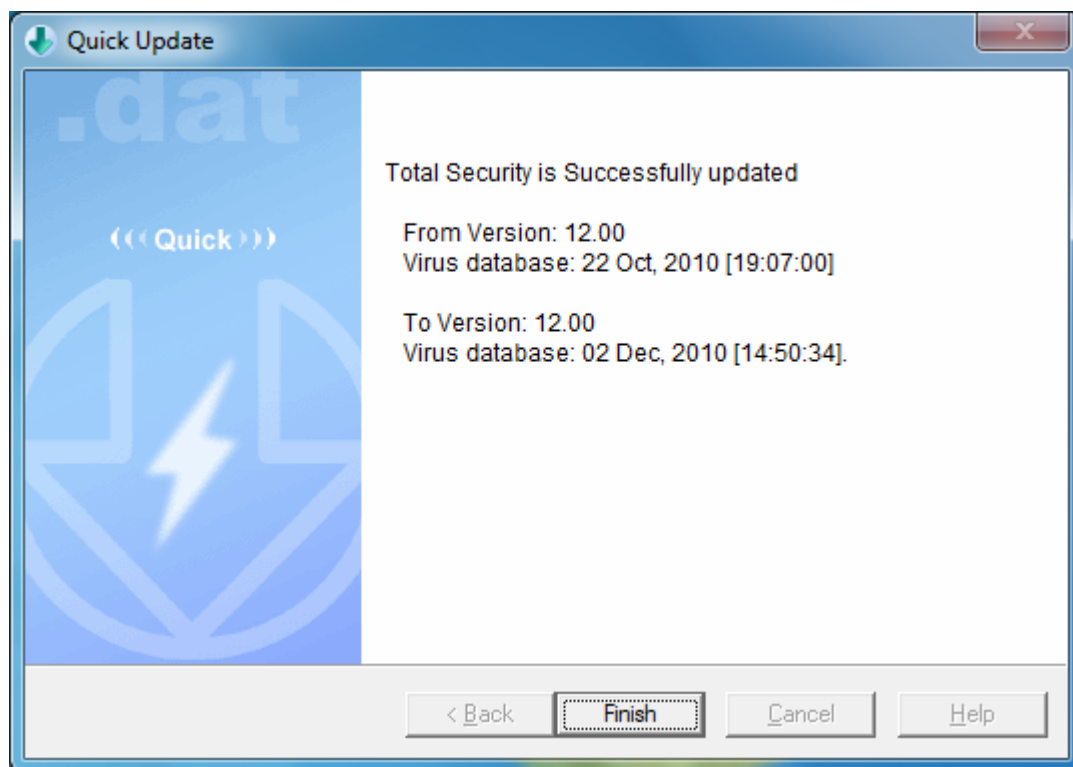 Quick Update
.dat
((( Quick )))
Total Security is Successfully updated
From Version: 12.00
Virus database: 22 Oct, 2010 [19:07:00]
To Version: 12.00
Virus database: 02 Dec, 2010 [14:50:34].
< Back
Finish
Cancel
Help